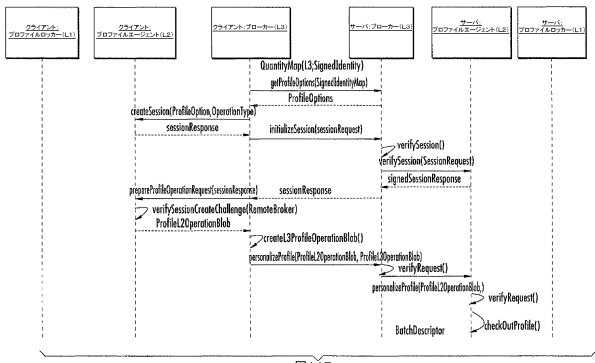 クライアント:
プロファイルロッカー(L1)
クライアント:
プロファイルエージェント(L2)
クライアント:ブローカー(L3)
サーバ:ブローカー(L3)
サーバ:
プロファイルエージェント(L2)
サーバ:
プロファイルロッカー(L1)
QuantityMap(L3;SignedIdentity)
getProfileOptions(SignedIdentityMap)
ProfileOptions
createSession(ProfileOption,OperationType)
sessionResponse
initializeSession(sessionRequest)
verifySession()
verifySession(SessionRequest)
signedSessionResponse
prepareProfileOperationRequest(sessionResponse)
sessionResponse
verifySessionCreateChallenge(RemoteBroker)
ProfileL2OperationBlob
createL3ProfileOperationBlob()
personalizeProfile(ProfileL2OperationBlob, ProfileL3OperationBlob)
verifyRequest()
personalizeProfile(ProfileL2OperationBlob,)
verifyRequest()
checkOutProfile()
BatchDescriptor